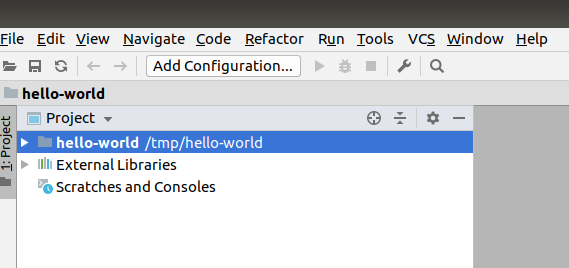 File Edit View Navigate Code Refactor Run Tools VCS Window Help
Add Configuration...
hello-world
1: Project
Project
hello-world /tmp/hello-world
External Libraries
Scratches and Consoles